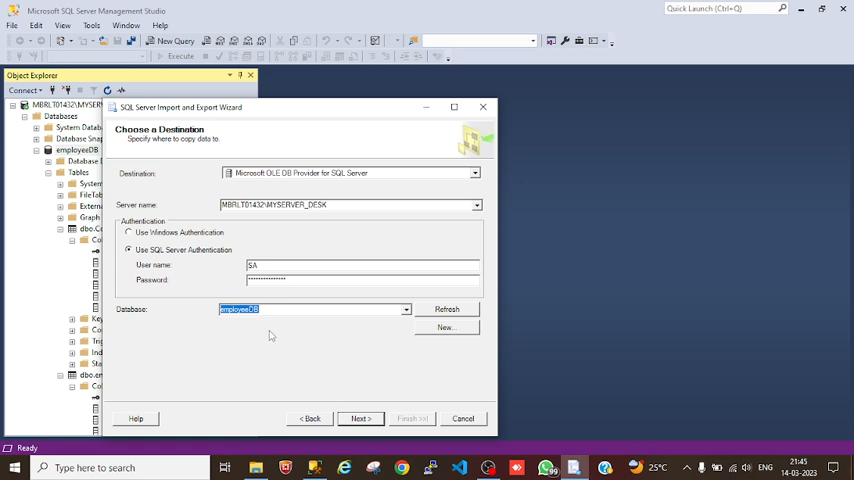 Microsoft SQL Server Management Studio
Quick Launch (Ctrl+Q)
File Edit View Tools Window Help
New Query
Execute
Object Explorer
Connect
MBRLT01432\MYSERV
Databases
System Datab
Database Snap
employeeDB
Database D
Tables
System
FileTab
Externa
Graph
dbo.Co
Col
Key
Co
Trig
Ind
Sta
dbo.en
Co
SQL Server Import and Export Wizard
Choose a Destination
Specify where to copy data to.
Destination: Microsoft OLE DB Provider for SQL Server
Server name: MBRLT01432\MYSERVER_DESK
Authentication
Use Windows Authentication
Use SQL Server Authentication
User name: SA
Password: ***************
Database: employeeDB Refresh
New...
Help < Back Next > Finish >>| Cancel
Ready
Type here to search
99
25°C
ENG
21:45
14-03-2023